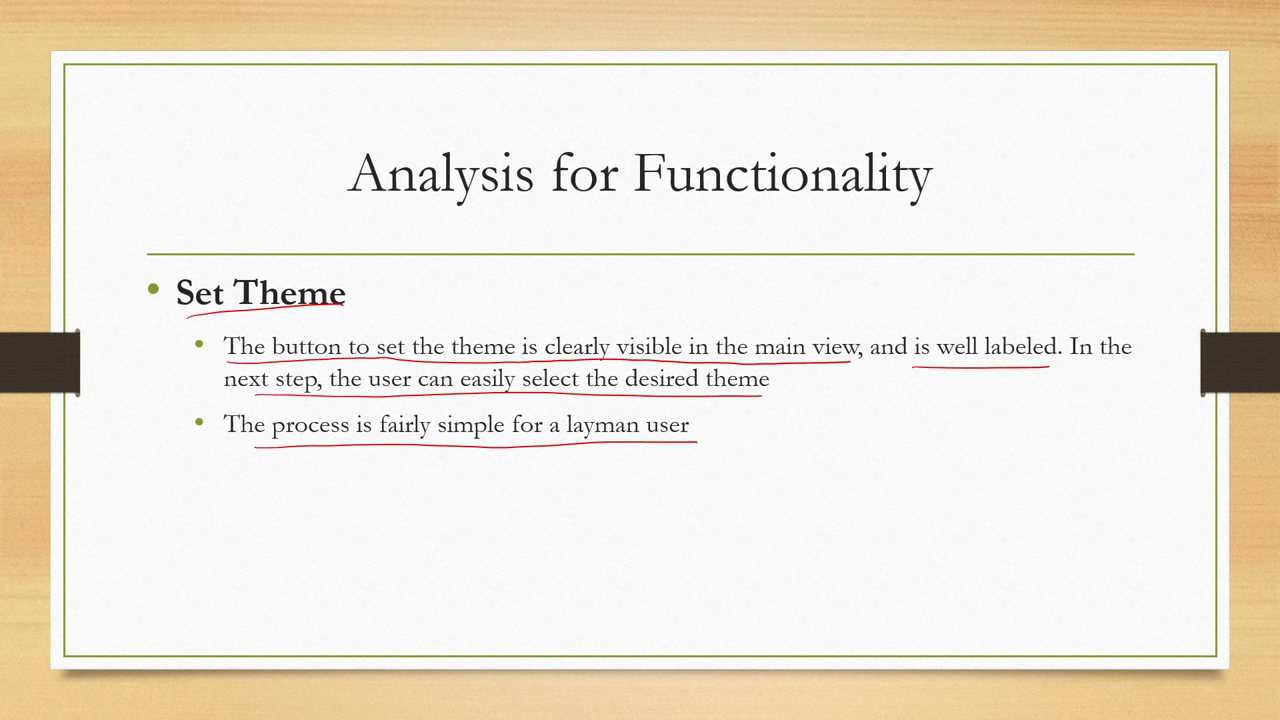 Analysis for Functionality
• Set Theme
• The button to set the theme is clearly visible in the main view, and is well labeled. In the
next step, the user can easily select the desired theme
• The process is fairly simple for a layman user